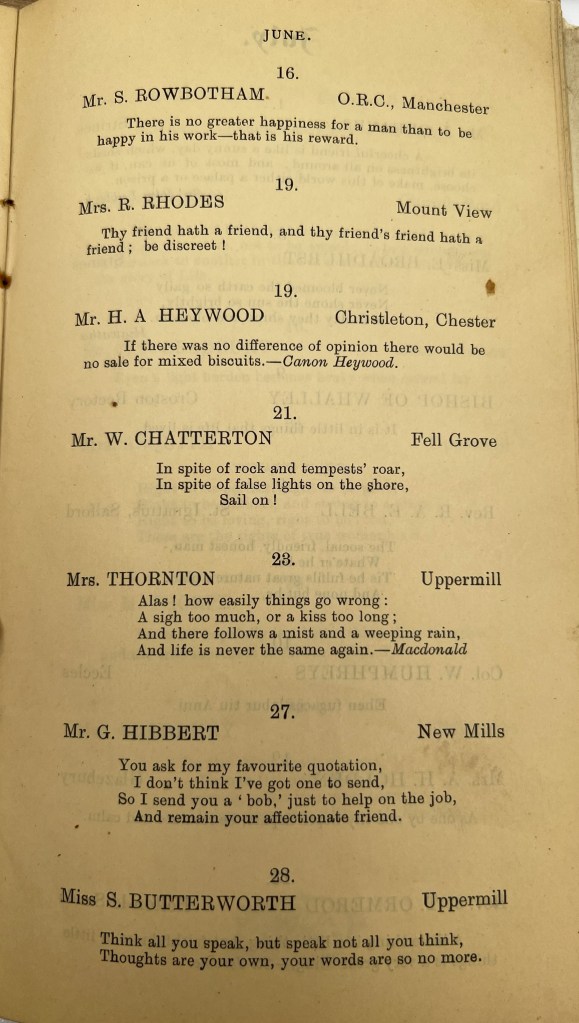 JUNE.
16.
Mr. S. ROWBOTHAM. O.R.C., Manchester
There is no greater happiness for a man than to be
happy in his work—that is his reward.
19.
Mrs. R. RHODES Mount View
Thy friend hath a friend, and thy friend's friend hath a
friend; be discreet!
19.
Mr. H. A HEYWOOD Christleton, Chester
If there was no difference of opinion there would be
no sale for mixed biscuits.—Canon Heywood.
21.
Mr. W. CHATTERTON Fell Grove
In spite of rock and tempests' roar,
In spite of false lights on the shore,
Sail on!
23.
Mrs. THORNTON Uppermill
Alas! how easily things go wrong:
A sigh too much, or a kiss too long;
And there follows a mist and a weeping rain,
And life is never the same again.—Macdonald
27.
Mr. G. HIBBERT New Mills
You ask for my favourite quotation,
I don't think I've got one to send,
So I send you a 'bob,' just to help on the job,
And remain your affectionate friend.
28.
Miss S. BUTTERWORTH Uppermill
Think all you speak, but speak not all you think,
Thoughts are your own, your words are so no more.